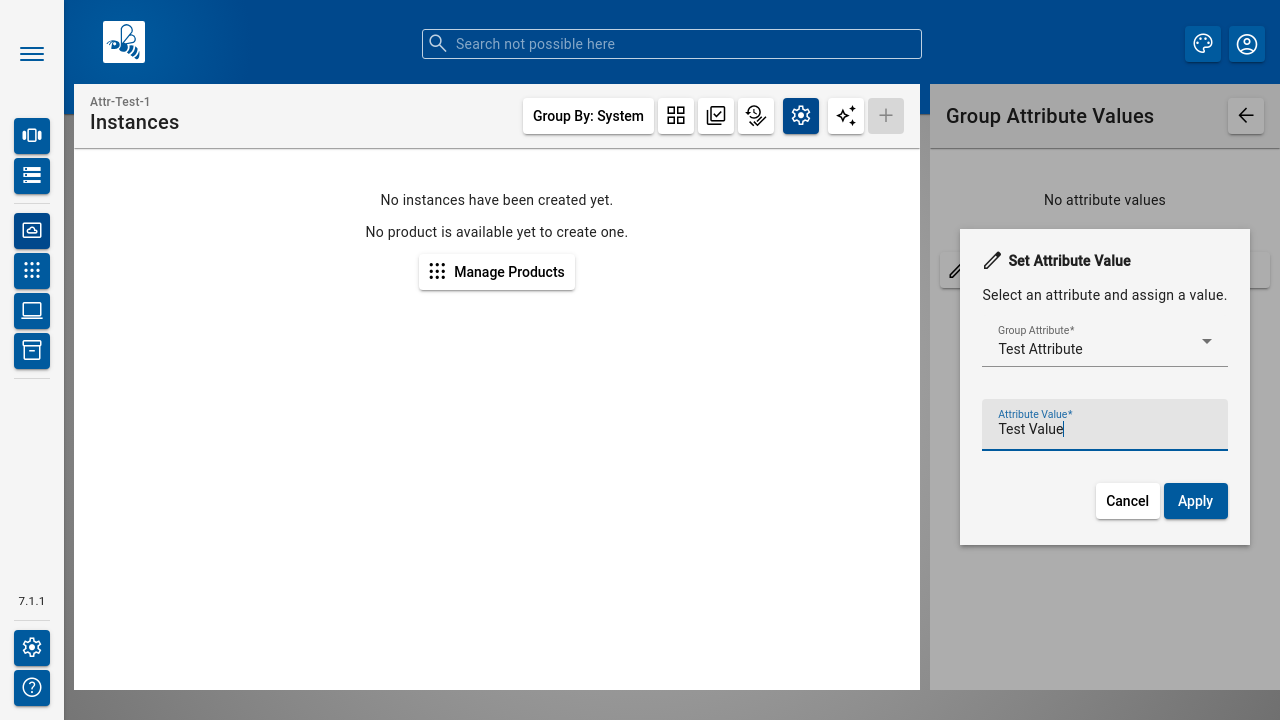 Search not possible here
Attr-Test-1
Instances
Group By: System
Group Attribute Values
No instances have been created yet.
No product is available yet to create one.
Manage Products
No attribute values
Set Attribute Value
Select an attribute and assign a value.
Group Attribute*
Test Attribute
Attribute Value*
Test Value
Cancel
Apply
7.1.1